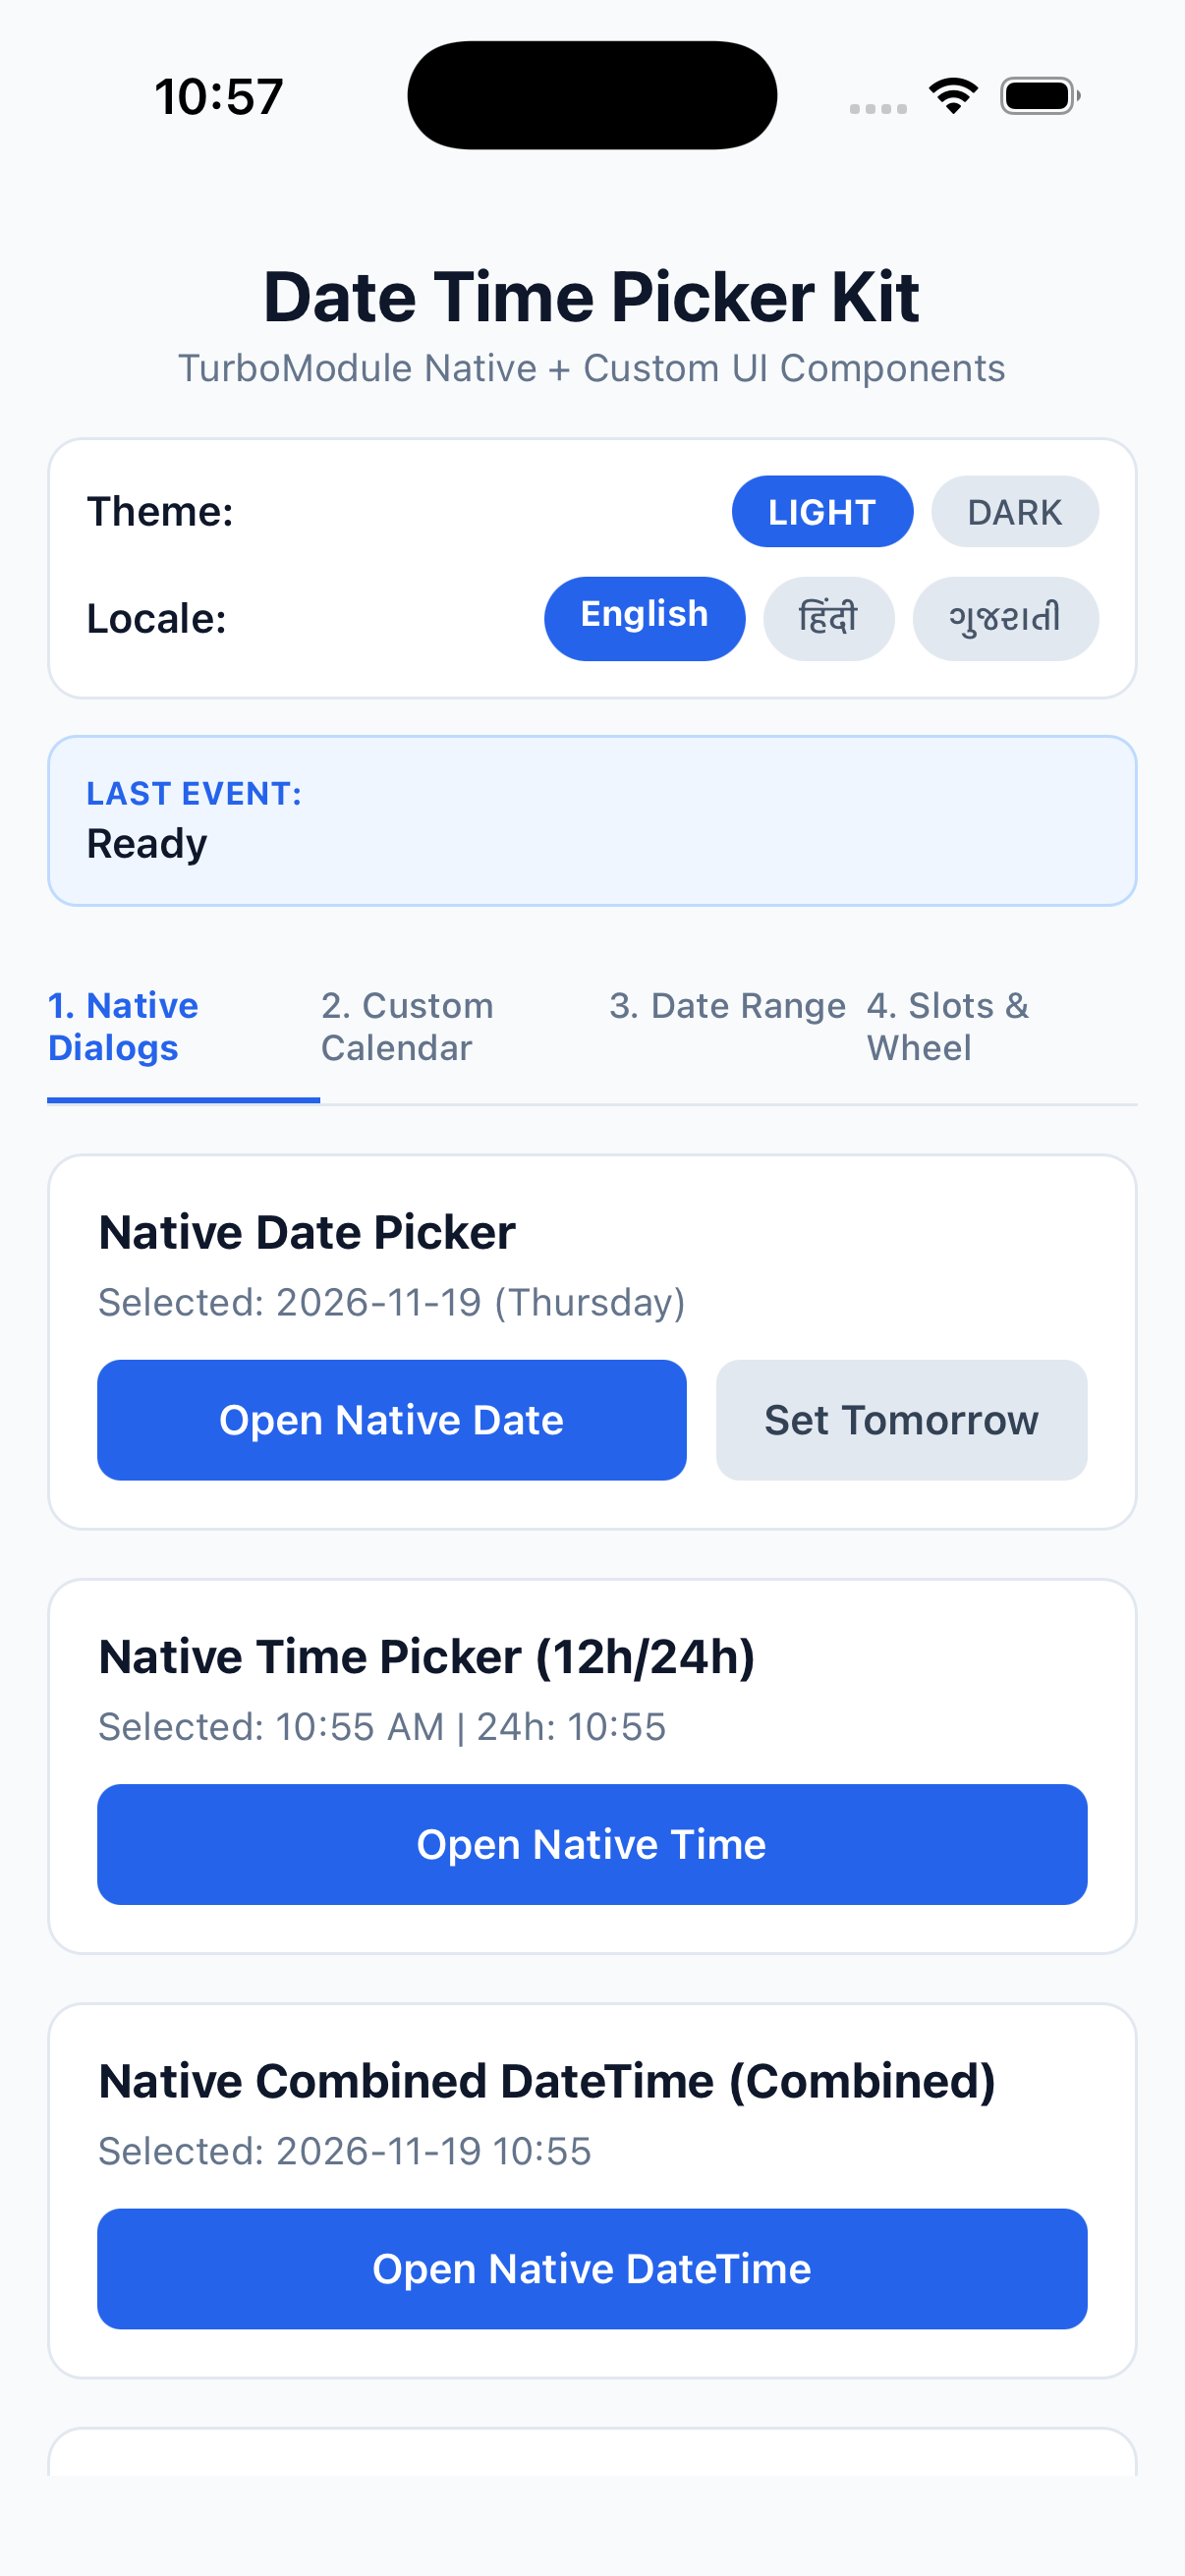 10:57
Date Time Picker Kit
TurboModule Native + Custom UI Components
Theme:
LIGHT
DARK
Locale:
English
हिंदी
ગુજરાતી
LAST EVENT:
Ready
1. Native
Dialogs
2. Custom
Calendar
3. Date Range
4. Slots &
Wheel
Native Date Picker
Selected: 2026-11-19 (Thursday)
Open Native Date
Set Tomorrow
Native Time Picker (12h/24h)
Selected: 10:55 AM | 24h: 10:55
Open Native Time
Native Combined DateTime (Combined)
Selected: 2026-11-19 10:55
Open Native DateTime